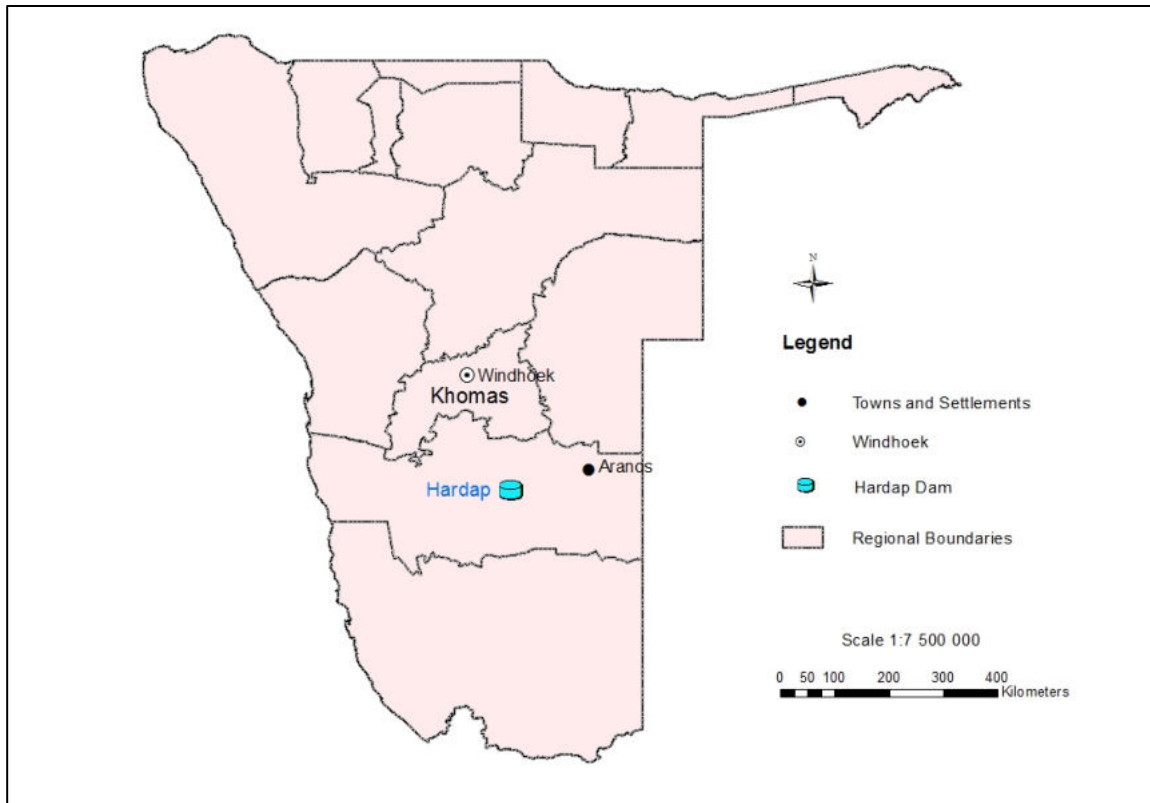 N
Legend
Windhoek
Khomas
Towns and Settlements
Windhoek
Aranos
Hardap
Hardap Dam
Regional Boundaries
Scale 1:7 500 000
0 50 100 200 300 400
Kilometers